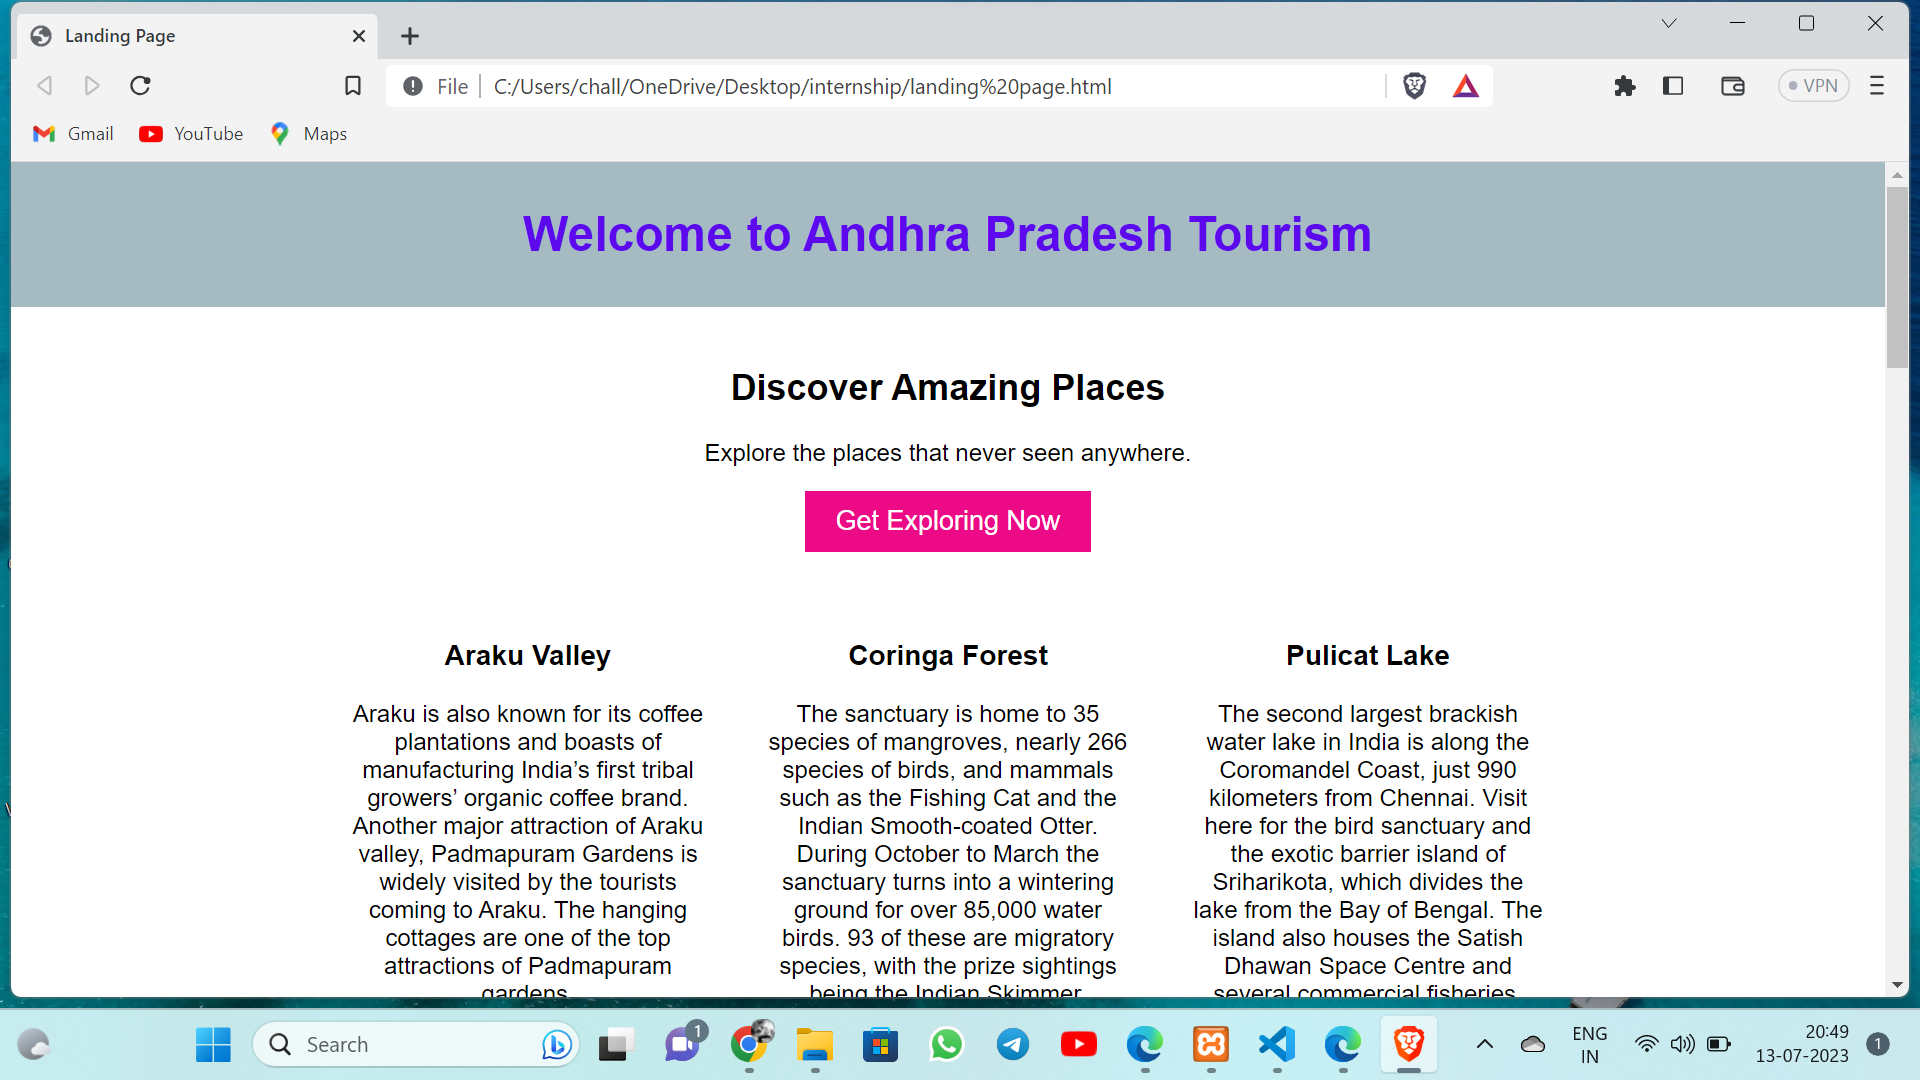 Landing Page
File
C:/Users/chall/OneDrive/Desktop/internship/landing%20page.html
VPN
Gmail
YouTube
Maps
Welcome to Andhra Pradesh Tourism
Discover Amazing Places
Explore the places that never seen anywhere.
Get Exploring Now
Araku Valley
Araku is also known for its coffee
plantations and boasts of
manufacturing India’s first tribal
growers’ organic coffee brand.
Another major attraction of Araku
valley, Padmapuram Gardens is
widely visited by the tourists
coming to Araku. The hanging
cottages are one of the top
attractions of Padmapuram
gardens.
Coringa Forest
The sanctuary is home to 35
species of mangroves, nearly 266
species of birds, and mammals
such as the Fishing Cat and the
Indian Smooth-coated Otter.
During October to March the
sanctuary turns into a wintering
ground for over 85,000 water
birds. 93 of these are migratory
species, with the prize sightings
being the Indian Skimmer
Pulicat Lake
The second largest brackish
water lake in India is along the
Coromandel Coast, just 990
kilometers from Chennai. Visit
here for the bird sanctuary and
the exotic barrier island of
Sriharikota, which divides the
lake from the Bay of Bengal. The
island also houses the Satish
Dhawan Space Centre and
several commercial fisheries
Search
1
ENG
IN
20:49
13-07-2023
1